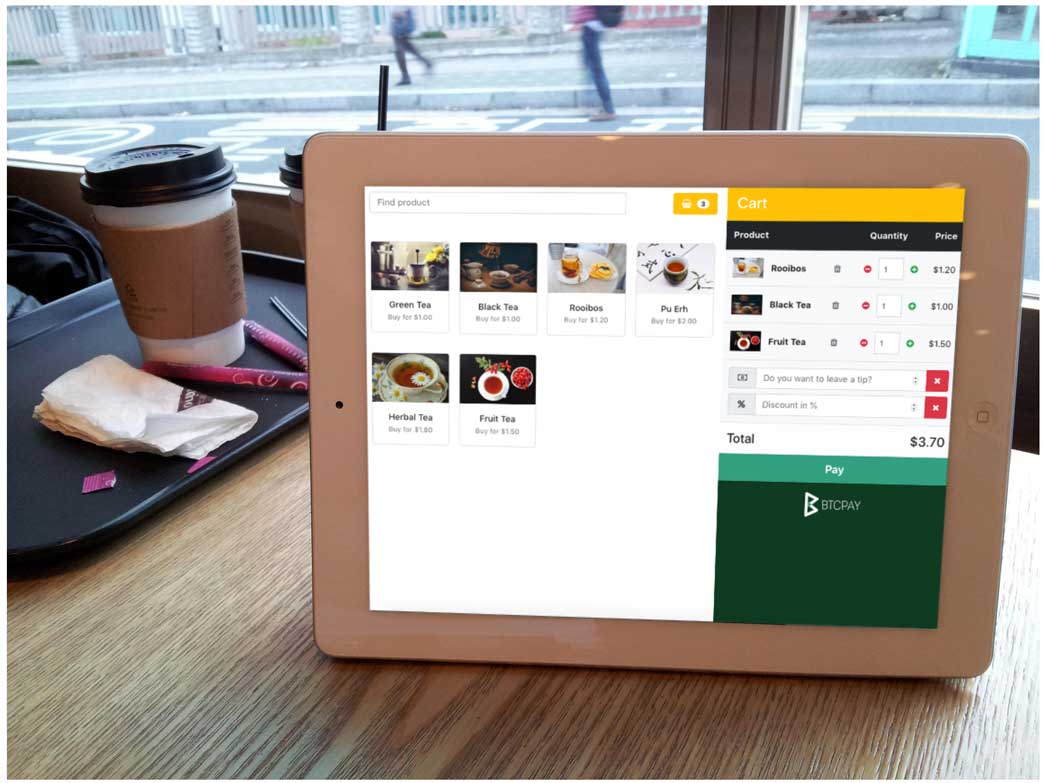 Find product
3
Green Tea
Buy for $1.00
Black Tea
Buy for $1.00
Rooibos
Buy for $1.20
Pu Erh
Buy for $2.00
Herbal Tea
Buy for $1.80
Fruit Tea
Buy for $1.50
Cart
Product Quantity Price
Rooibos 1 $1.20
Black Tea 1 $1.00
Fruit Tea 1 $1.50
Do you want to leave a tip?
% Discount in %
Total $3.70
Pay
BTCPAY